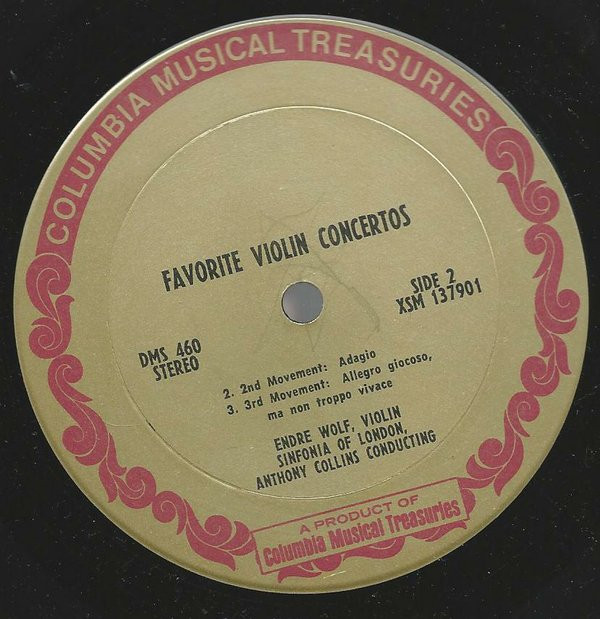 COLUMBIA MUSICAL TREASURIES
FAVORITE VIOLIN CONCERTOS
DMS 460
STEREO
SIDE 2
XSM 137901
2. 2nd Movement: Adagio
3. 3rd Movement: Allegro giocoso,
ma non troppo vivace
ENDRE WOLF, VIOLIN
SINFONIA OF LONDON,
ANTHONY COLLINS CONDUCTING
A PRODUCT OF
Columbia Musical Treasuries